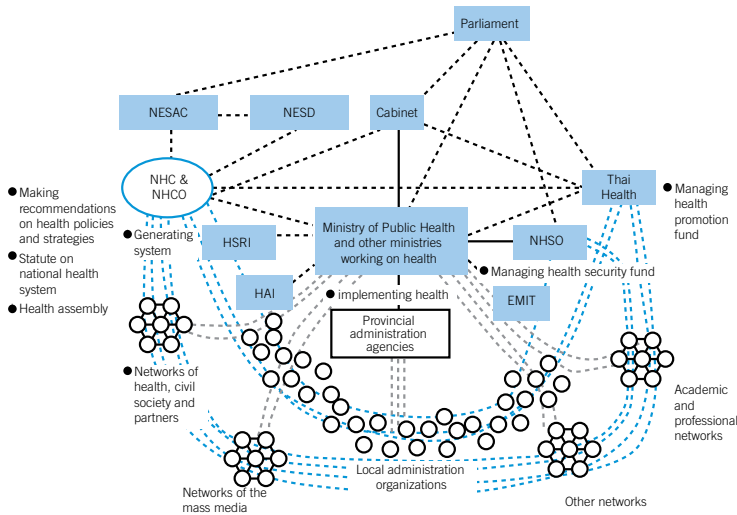 Parliament
NESAC
NESD
Cabinet
NHC &
NHCO
Thai
Health
● Managing
health
promotion
fund
● Making
recommendations
on health policies
and strategies
● Statute on
national health
system
● Health assembly
● Generating
system
HSRI
Ministry of Public Health
and other ministries
working on health
NHSO
● Managing health security fund
HAI
● implementing health
EMIT
Provincial
administration
agencies
● Networks of
health, civil
society and
partners
Academic
and
professional
networks
Local administration
organizations
Networks of the
mass media
Other networks